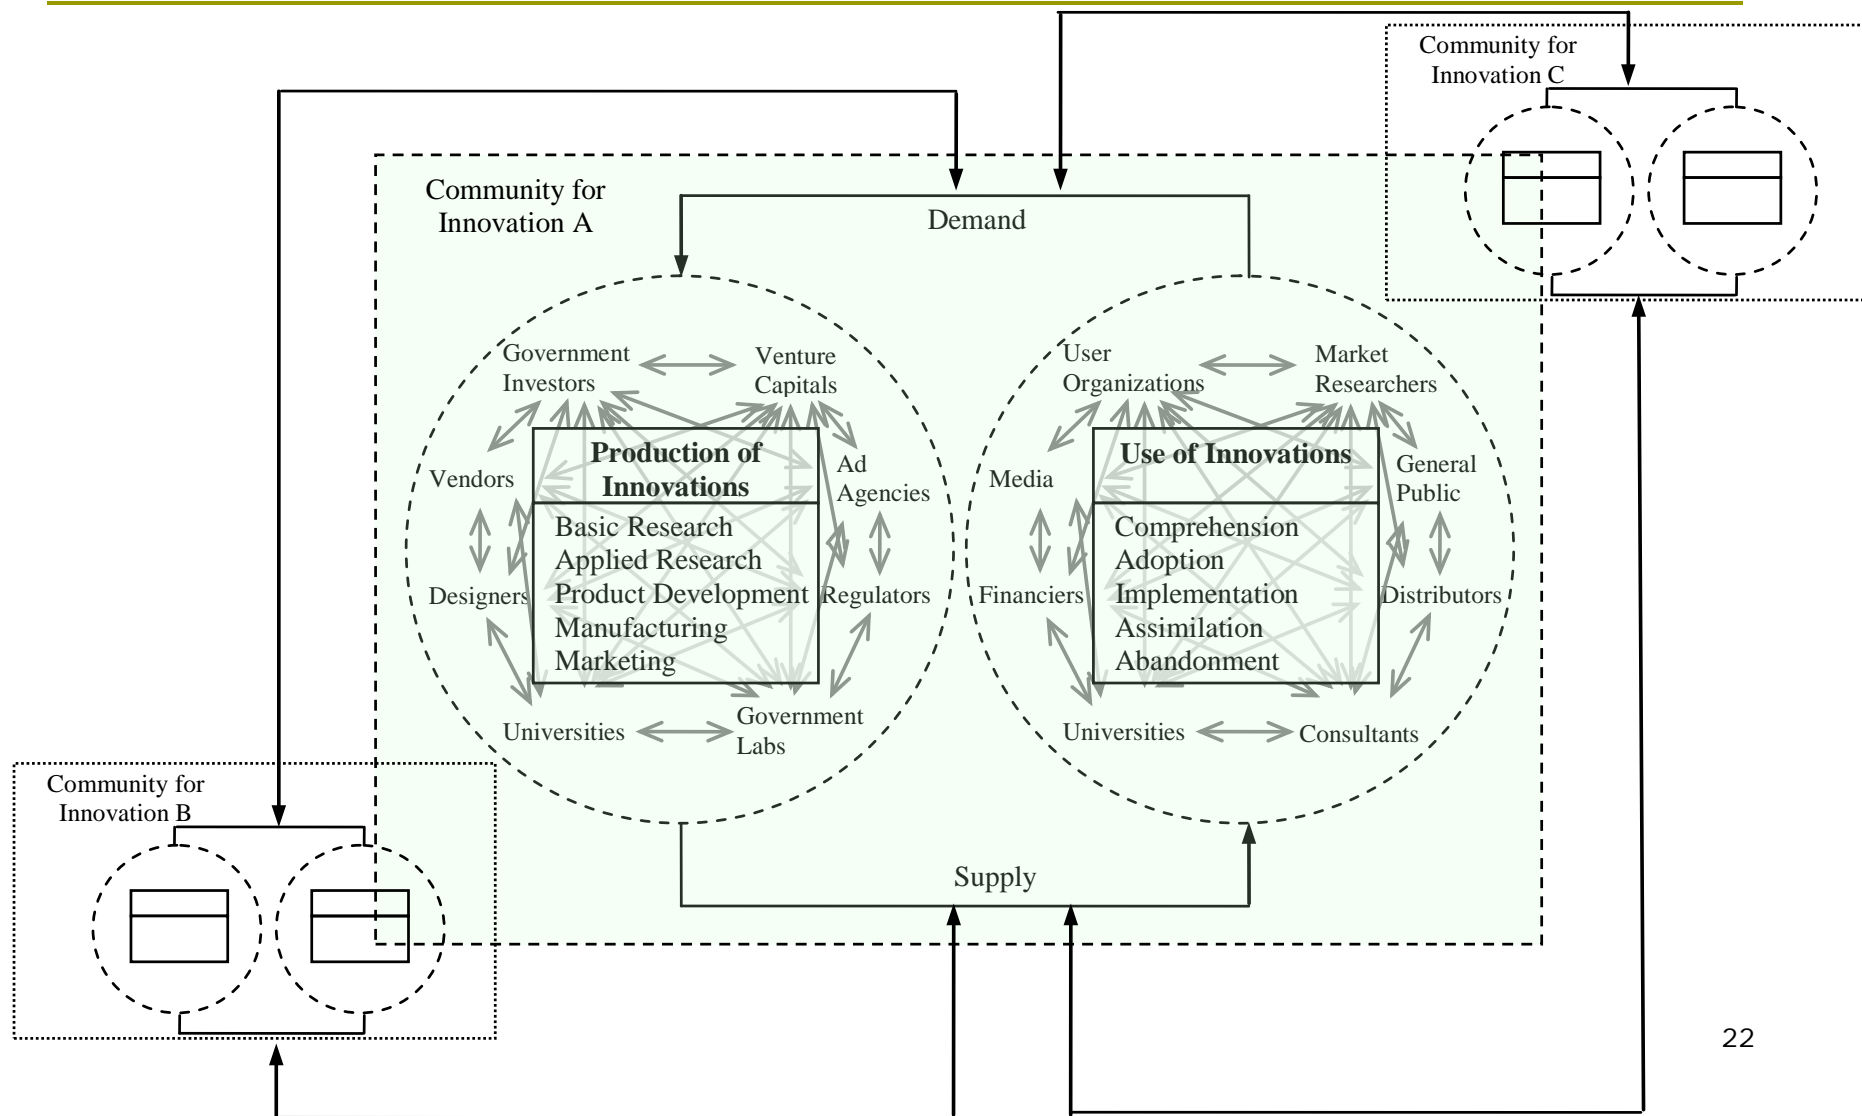 Community for
Innovation C
Community for
Innovation A
Demand
Government
Investors
Venture
Capitals
Vendors
Production of
Innovations
Ad
Agencies
Basic Research
Applied Research
Product Development
Manufacturing
Marketing
Designers
Regulators
Universities
Government
Labs
User
Organizations
Market
Researchers
Media
Use of Innovations
General
Public
Comprehension
Adoption
Implementation
Assimilation
Abandonment
Financiers
Distributors
Universities
Consultants
Supply
Community for
Innovation B
22